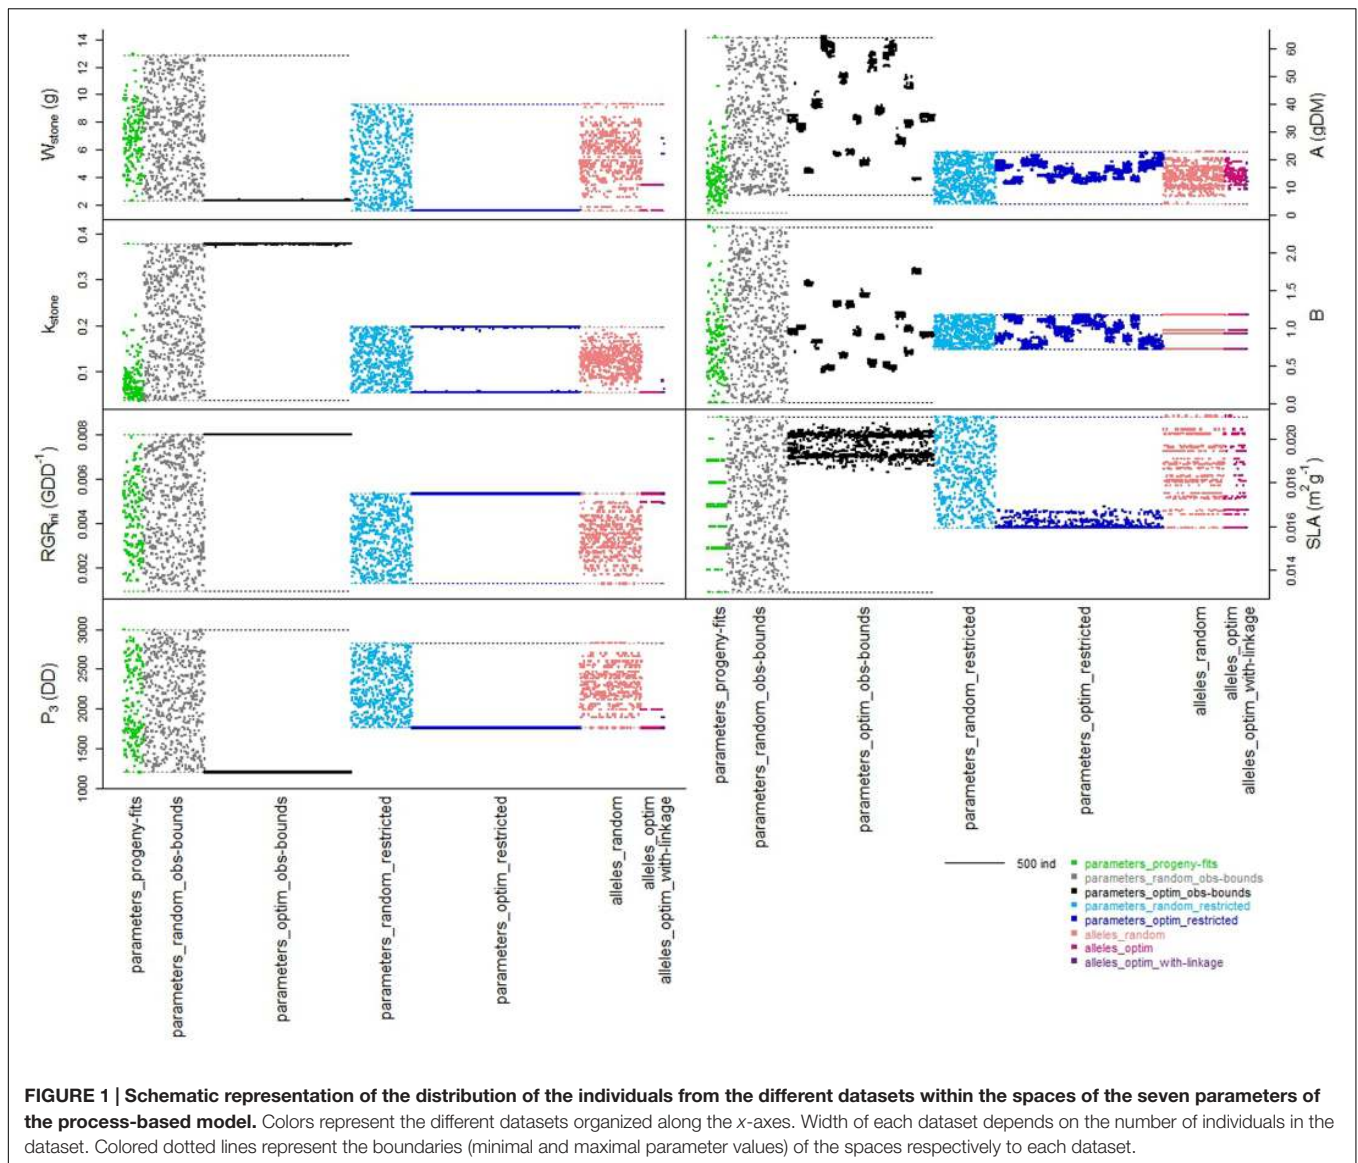 14
12
10
8
6
4
2
W stone (g)
0.4
0.3
0.2
0.1
k stone
0.008
0.006
0.004
0.002
RGR ini (GDD-1)
3000
2500
2000
1500
1000
P3 (DD)
parameters_progeny-fits
parameters_random_obs-bounds
parameters_optim_obs-bounds
parameters_random_restricted
parameters_optim_restricted
alleles_random
alleles_optim
alleles_optim_with-linkage
60
50
40
30
20
10
0
A (gDM)
2.0
1.5
1.0
0.5
0.0
B
0.020
0.018
0.016
0.014
SLA (m2g-1)
parameters_progeny-fits
parameters_random_obs-bounds
parameters_optim_obs-bounds
parameters_random_restricted
parameters_optim_restricted
alleles_random
alleles_optim
alleles_optim_with-linkage
500 ind
parameters_progeny-fits
parameters_random_obs-bounds
parameters_optim_obs-bounds
parameters_random_restricted
parameters_optim_restricted
alleles_random
alleles_optim
alleles_optim_with-linkage
FIGURE 1 | Schematic representation of the distribution of the individuals from the different datasets within the spaces of the seven parameters of
the process-based model. Colors represent the different datasets organized along the x-axes. Width of each dataset depends on the number of individuals in the
dataset. Colored dotted lines represent the boundaries (minimal and maximal parameter values) of the spaces respectively to each dataset.